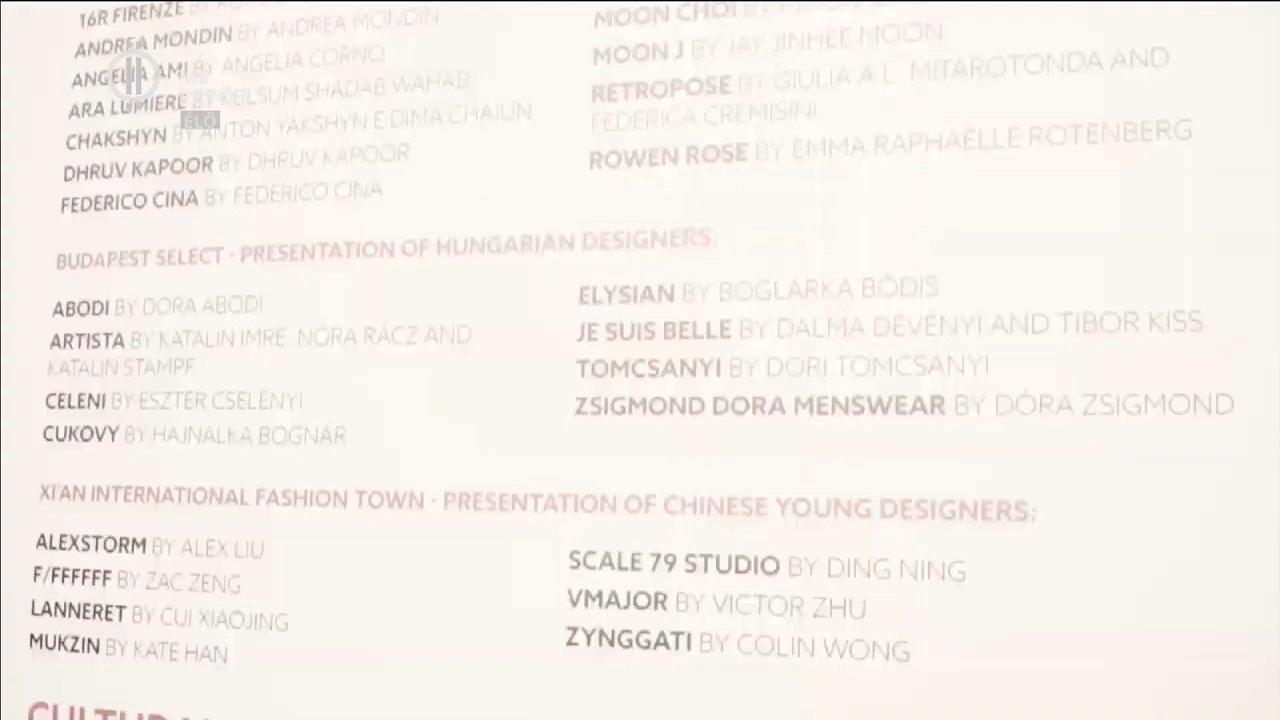 16R FIRENZE BY
ANDREA MONDIN BY ANDREA MONDIN
ANGELIA AMI BY ANGELIA CORNO
ARA LUMIERE BY KULSUM SHADAB WAHAB
ÉLŐ
CHAKSHYN BY ANTON YAKSHYN E DIMA CHAIUN
DHRUV KAPOOR BY DHRUV KAPOOR
FEDERICO CINA BY FEDERICO CINA
MOON CHOI BY
MOON J BY JAY JINHEE MOON
RETROPOSE BY GIULIA A.L. MITAROTONDA AND
FEDERICA CREMISINI
ROWEN ROSE BY EMMA RAPHAËLLE ROTENBERG
BUDAPEST SELECT · PRESENTATION OF HUNGARIAN DESIGNERS:
ABODI BY DORA ABODI
ARTISTA BY KATALIN IMRE, NÓRA RÁCZ AND
KATALIN STAMPF
CELENI BY ESZTER CSELÉNYI
CUKOVY BY HAJNALKA BOGNÁR
ELYSIAN BY BOGLÁRKA BÓDIS
JE SUIS BELLE BY DALMA DEVÉNYI AND TIBOR KISS
TOMCSANYI BY DORI TOMCSANYI
ZSIGMOND DORA MENSWEAR BY DÓRA ZSIGMOND
XI'AN INTERNATIONAL FASHION TOWN · PRESENTATION OF CHINESE YOUNG DESIGNERS:
ALEXSTORM BY ALEX LIU
F/FFFFFF BY ZAC ZENG
LANNERET BY CUI XIAOJING
MUKZIN BY KATE HAN
SCALE 79 STUDIO BY DING NING
VMAJOR BY VICTOR ZHU
ZYNGGATI BY COLIN WONG